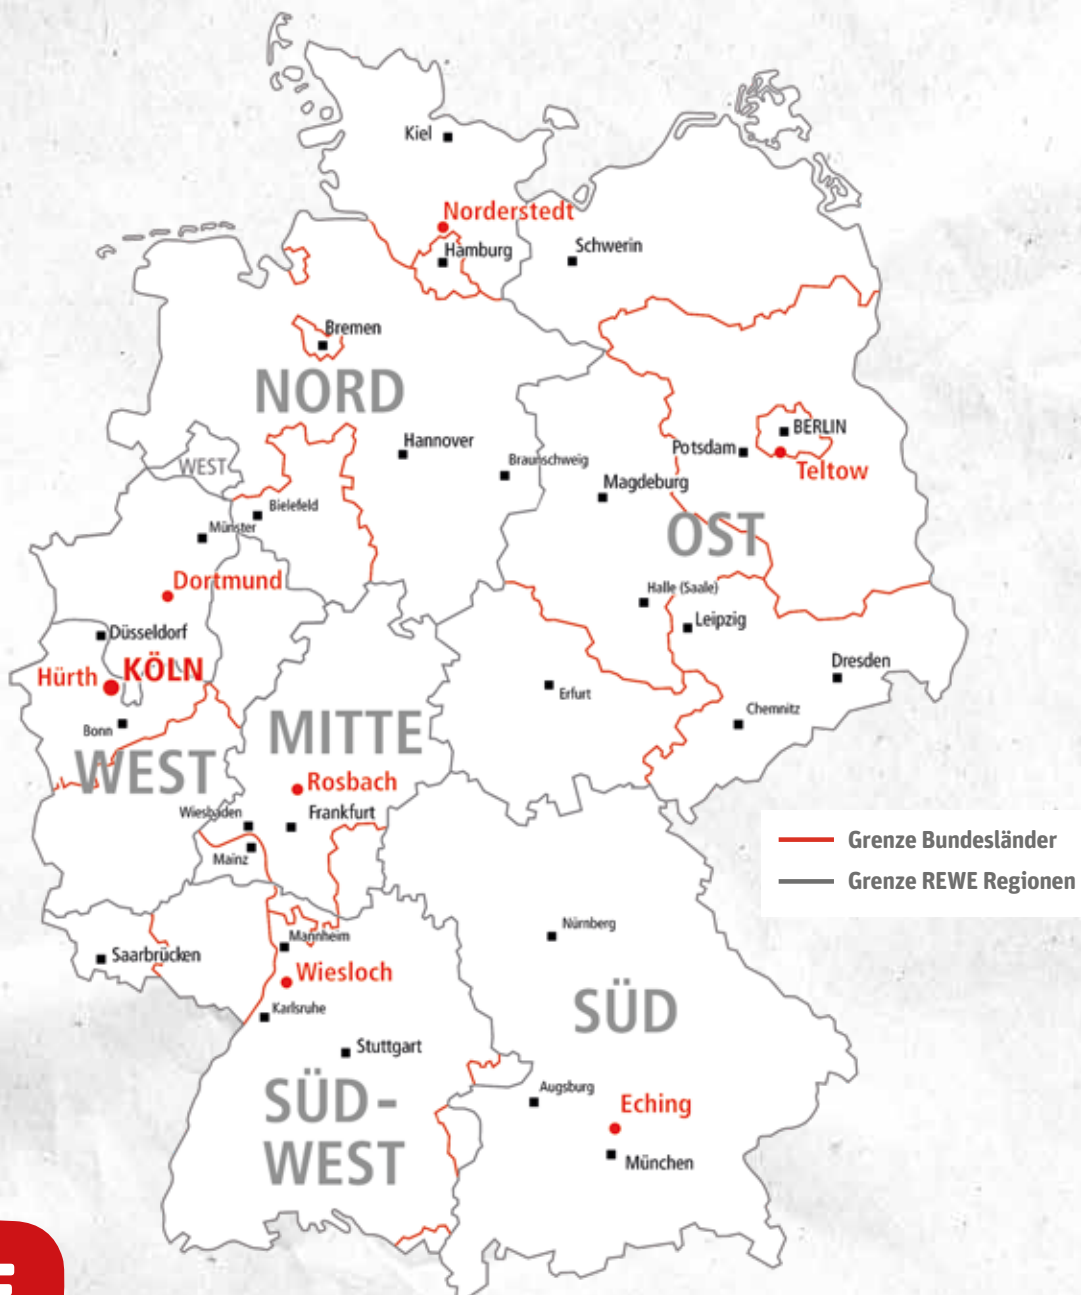 Kiel
Norderstedt
Hamburg
Schwerin
Bremen
NORD
Hannover
BERLIN
Potsdam
Teltow
WEST
Braunschweig
Magdeburg
Bielefeld
Münster
OST
Dortmund
Halle (Saale)
Leipzig
Düsseldorf
Hürth
KÖLN
Dresden
Erfurt
Chemnitz
Bonn
MITTE
WEST
Rosbach
Wiesbaden
Frankfurt
Mainz
Grenze Bundesländer
Grenze REWE Regionen
Nürnberg
Mannheim
Saarbrücken
Wiesloch
Karlsruhe
SÜD
Stuttgart
Augsburg
SÜD-
WEST
Eching
München